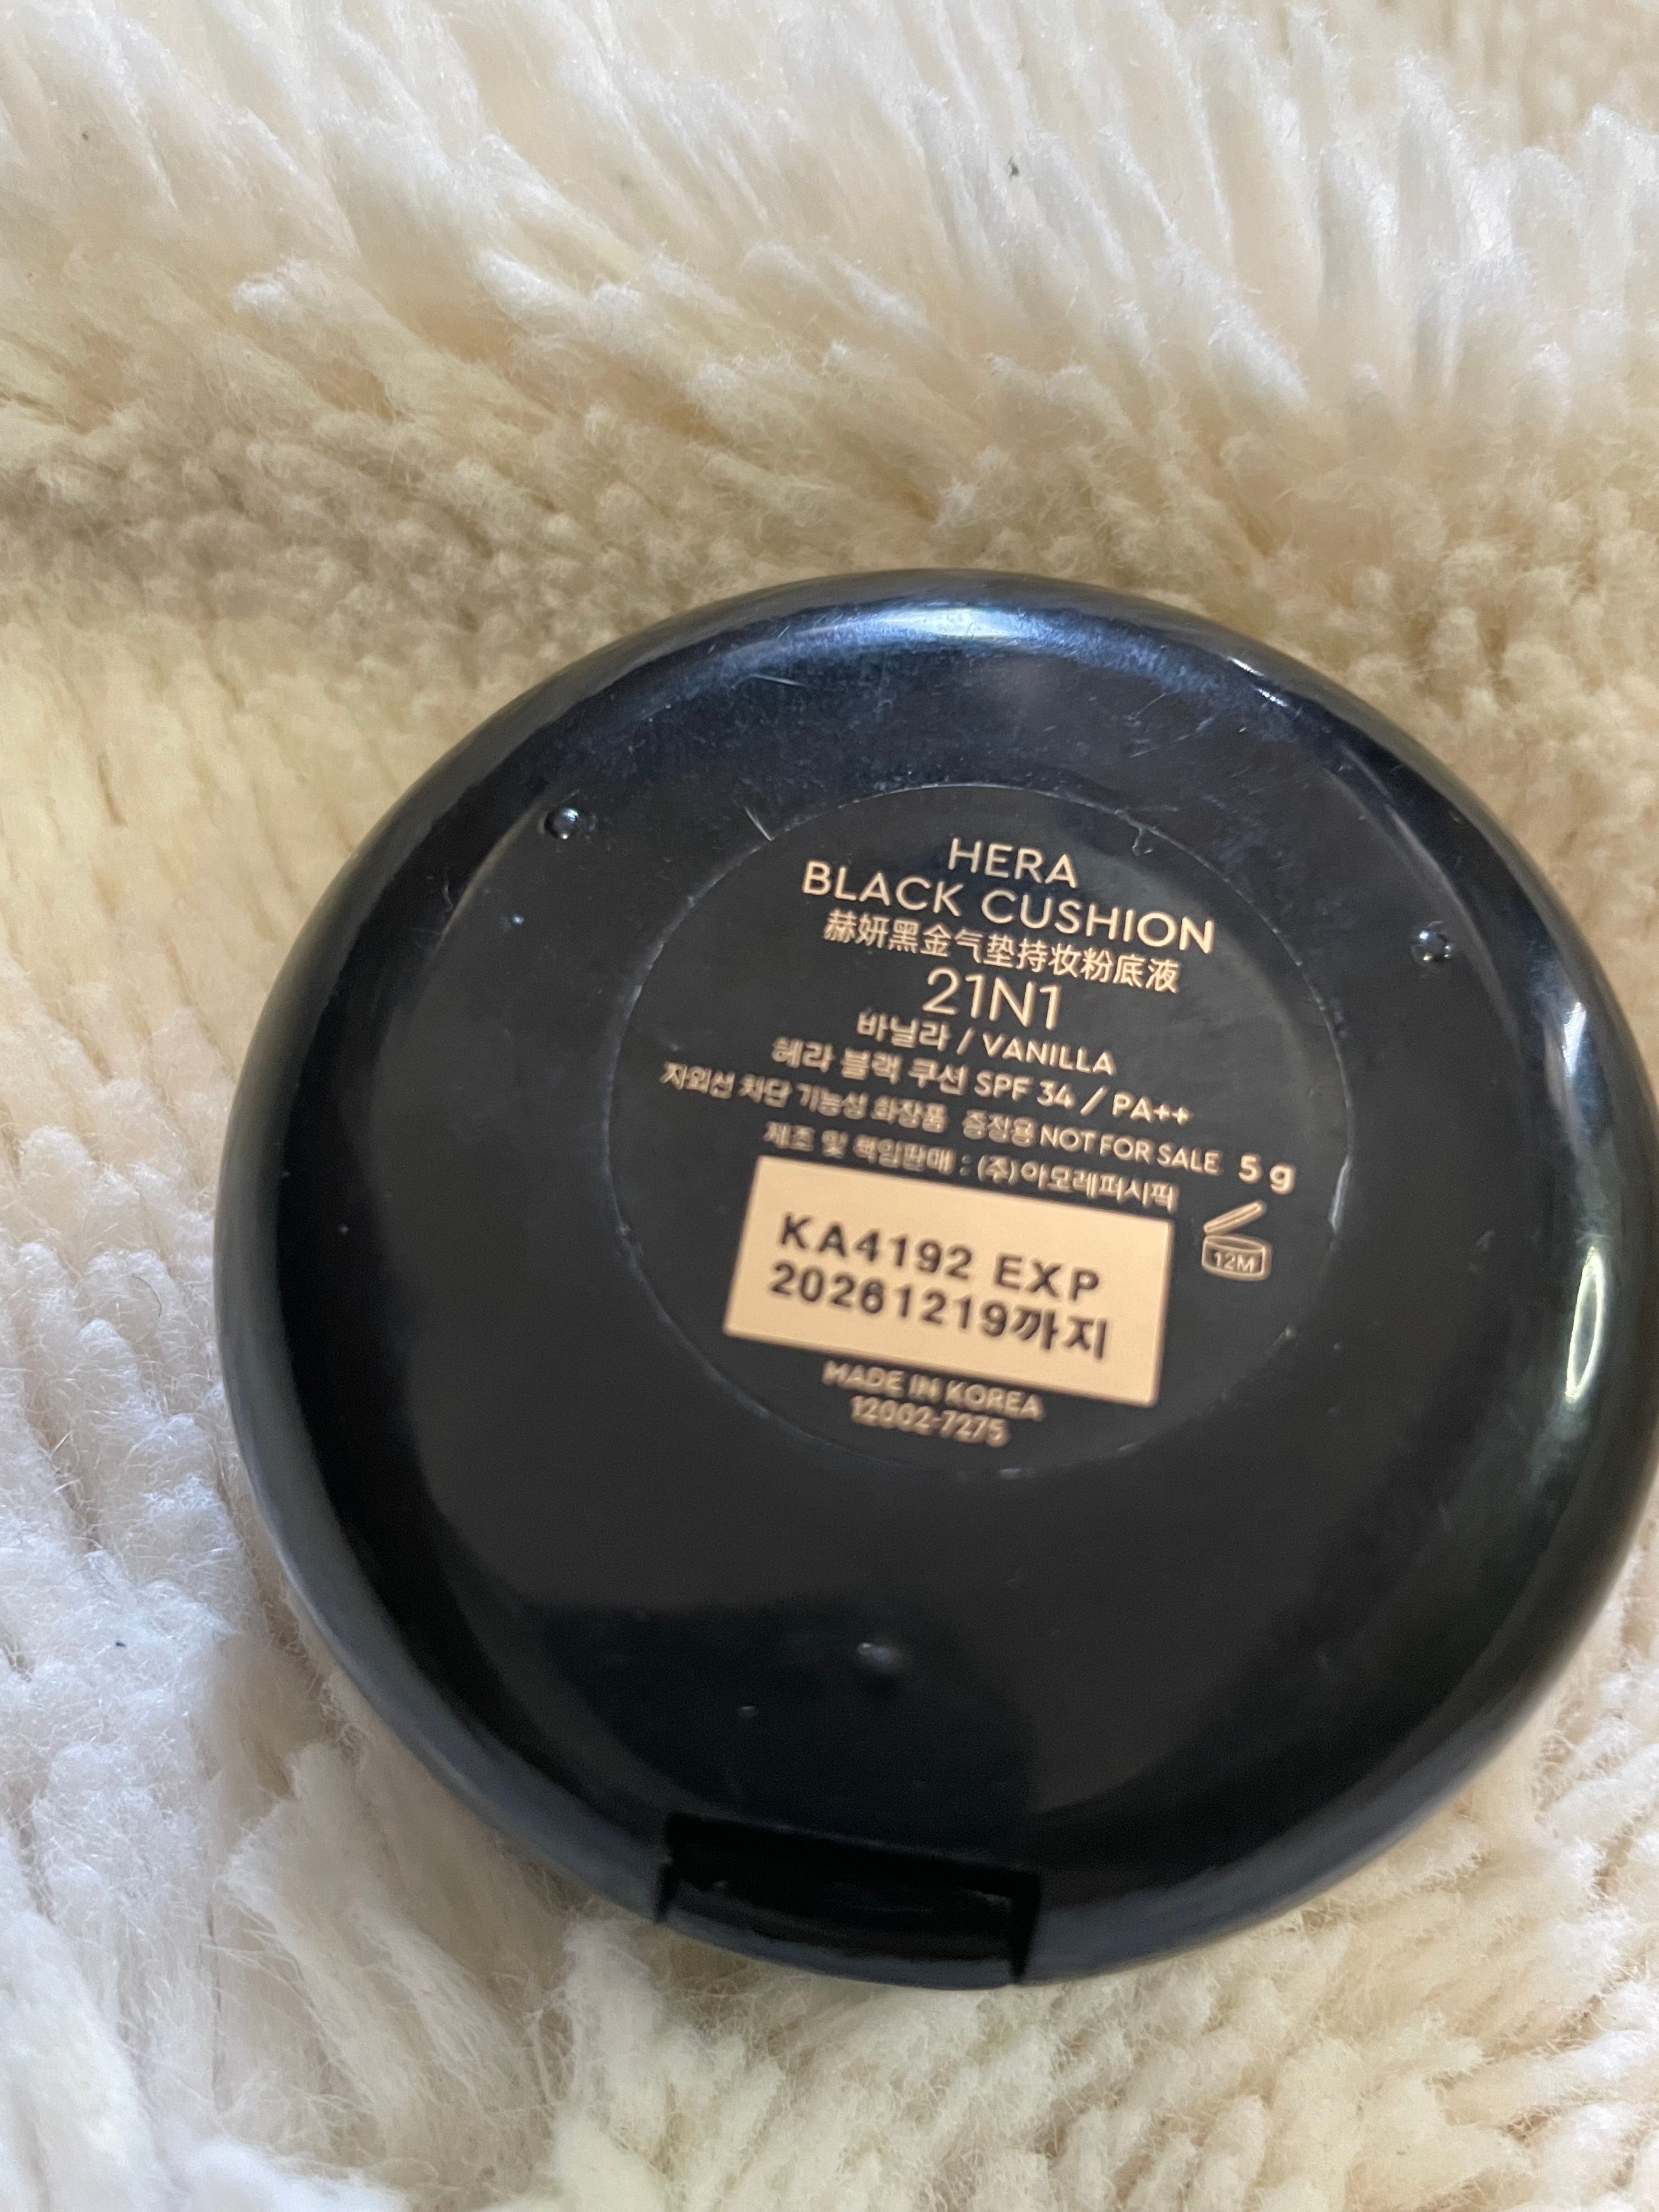 HERA
BLACK CUSHION
赫妍黑金气垫持妆粉底液
21N1
바닐라 / VANILLA
헤라 블랙 쿠션 SPF 34 / PA++
자외선 차단 기능성 화장품 증정용 NOT FOR SALE 5 g
제조 및 책임판매 : (주)아모레퍼시픽
12M
KA4192 EXP
20261219까지
MADE IN KOREA
12002-7275